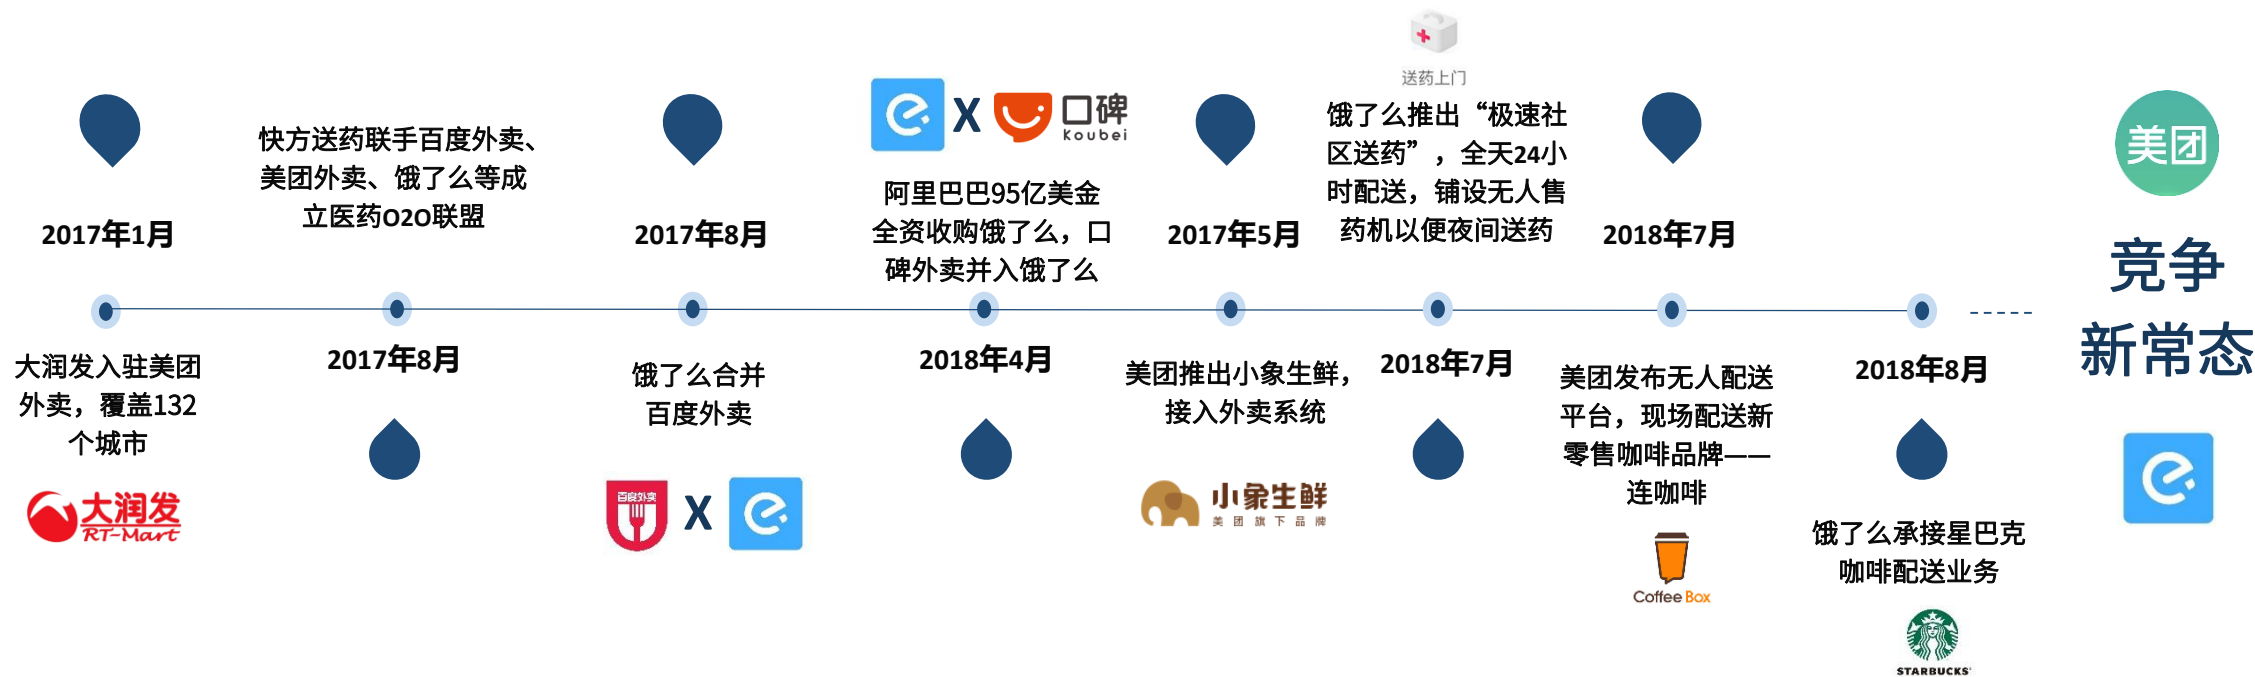 2017年1月
大润发入驻美团
外卖，覆盖132
个城市
大润发
RT-Mart
快方送药联手百度外卖、
美团外卖、饿了么等成
立医药O2O联盟
2017年8月
2017年8月
饿了么合并
百度外卖
百度外卖
X
X
口碑
Koubei
阿里巴巴95亿美金
全资收购饿了么，口
碑外卖并入饿了么
2018年4月
2017年5月
美团推出小象生鲜，
接入外卖系统
小象生鲜
美团旗下品牌
送药上门
饿了么推出“极速社
区送药”，全天24小
时配送，铺设无人售
药机以便夜间送药
2018年7月
2018年7月
美团发布无人配送
平台，现场配送新
零售咖啡品牌——
连咖啡
Coffee Box
2018年8月
饿了么承接星巴克
咖啡配送业务
STARBUCKS
美团
竞争
新常态